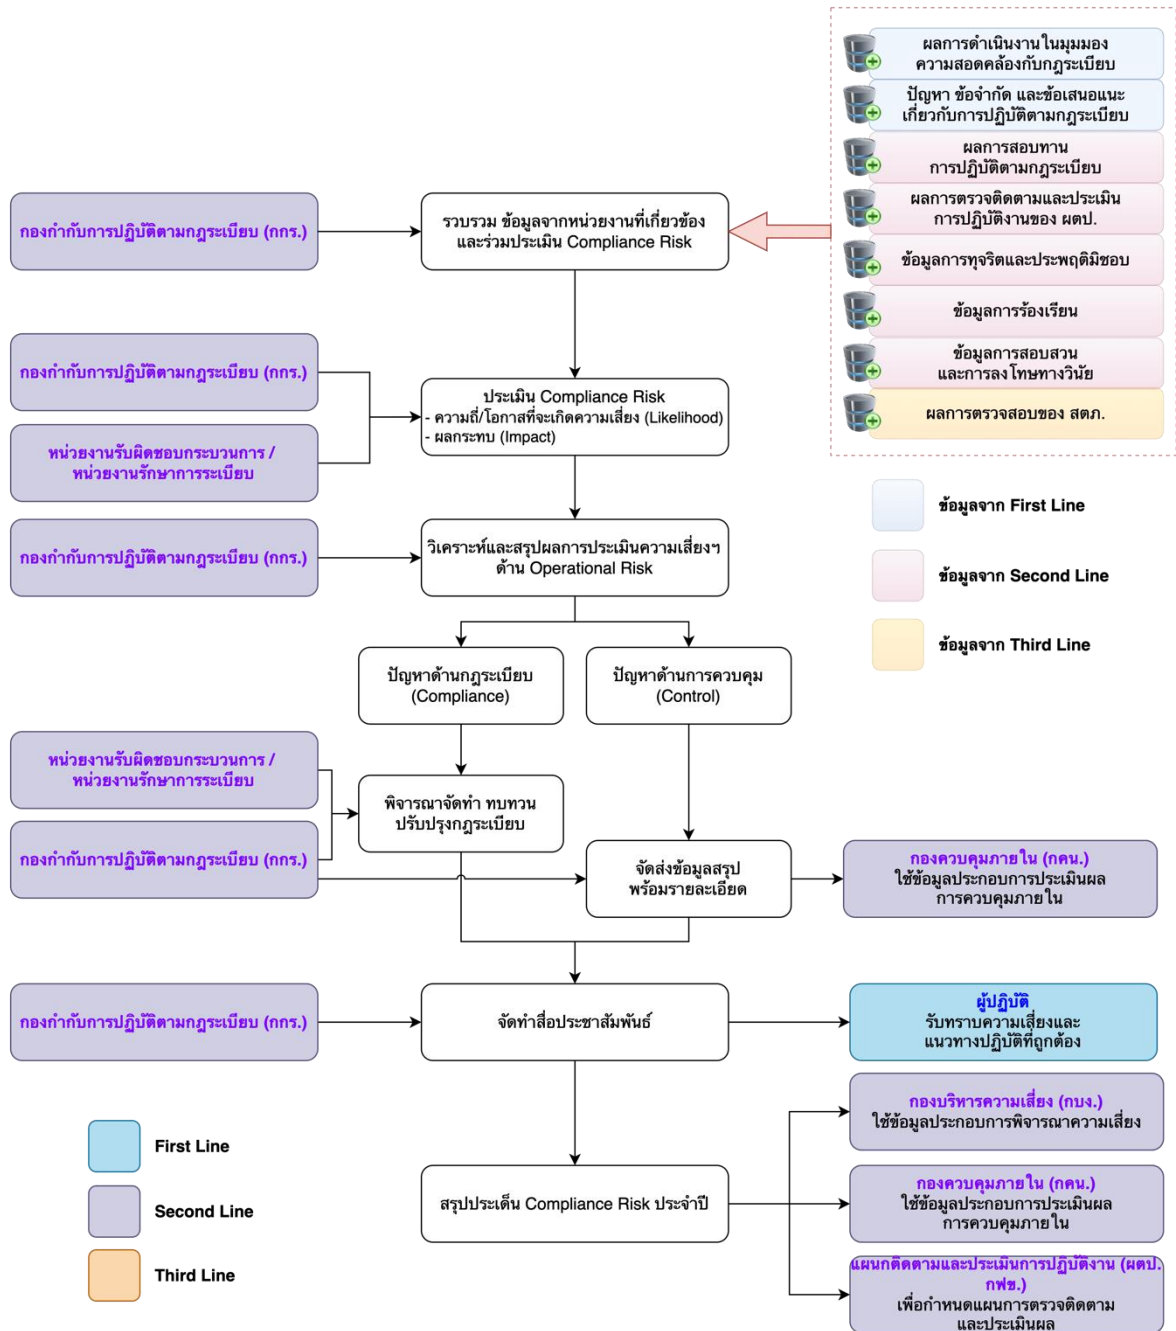 ผลการดำเนินงานในมุมมอง
ความสอดคล้องกับกฎระเบียบ
ปัญหา ข้อจำกัด และข้อเสนอแนะ
เกี่ยวกับการปฏิบัติตามกฎระเบียบ
ผลการสอบทาน
การปฏิบัติตามกฎระเบียบ
ผลการตรวจติดตามและประเมิน
การปฏิบัติงานของ ผตป.
ข้อมูลการทุจริตและประพฤติมิชอบ
ข้อมูลการร้องเรียน
ข้อมูลการสอบสวน
และการลงโทษทางวินัย
ผลการตรวจสอบของ สตภ.
ข้อมูลจาก First Line
ข้อมูลจาก Second Line
ข้อมูลจาก Third Line
กองกำกับการปฏิบัติตามกฎระเบียบ (กกร.)
รวบรวม ข้อมูลจากหน่วยงานที่เกี่ยวข้อง
และร่วมประเมิน Compliance Risk
กองกำกับการปฏิบัติตามกฎระเบียบ (กกร.)
หน่วยงานรับผิดชอบกระบวนการ /
หน่วยงานรักษาการระเบียบ
ประเมิน Compliance Risk
- ความถี่/โอกาสที่จะเกิดความเสี่ยง (Likelihood)
- ผลกระทบ (Impact)
กองกำกับการปฏิบัติตามกฎระเบียบ (กกร.)
วิเคราะห์และสรุปผลการประเมินความเสี่ยงฯ
ด้าน Operational Risk
ปัญหาด้านกฎระเบียบ
(Compliance)
ปัญหาด้านการควบคุม
(Control)
หน่วยงานรับผิดชอบกระบวนการ /
หน่วยงานรักษาการระเบียบ
กองกำกับการปฏิบัติตามกฎระเบียบ (กกร.)
พิจารณาจัดทำ ทบทวน
ปรับปรุงกฎระเบียบ
จัดส่งข้อมูลสรุป
พร้อมรายละเอียด
กองควบคุมภายใน (กคน.)
ใช้ข้อมูลประกอบการประเมินผล
การควบคุมภายใน
กองกำกับการปฏิบัติตามกฎระเบียบ (กกร.)
จัดทำสื่อประชาสัมพันธ์
ผู้ปฏิบัติ
รับทราบความเสี่ยงและ
แนวทางปฏิบัติที่ถูกต้อง
First Line
Second Line
Third Line
สรุปประเด็น Compliance Risk ประจำปี
กองบริหารความเสี่ยง (กบง.)
ใช้ข้อมูลประกอบการพิจารณาความเสี่ยง
กองควบคุมภายใน (กคน.)
ใช้ข้อมูลประกอบการประเมินผล
การควบคุมภายใน
แผนกติดตามและประเมินการปฏิบัติงาน (ผตป.
กฟข.)
เพื่อกำหนดแผนการตรวจติดตาม
และประเมินผล